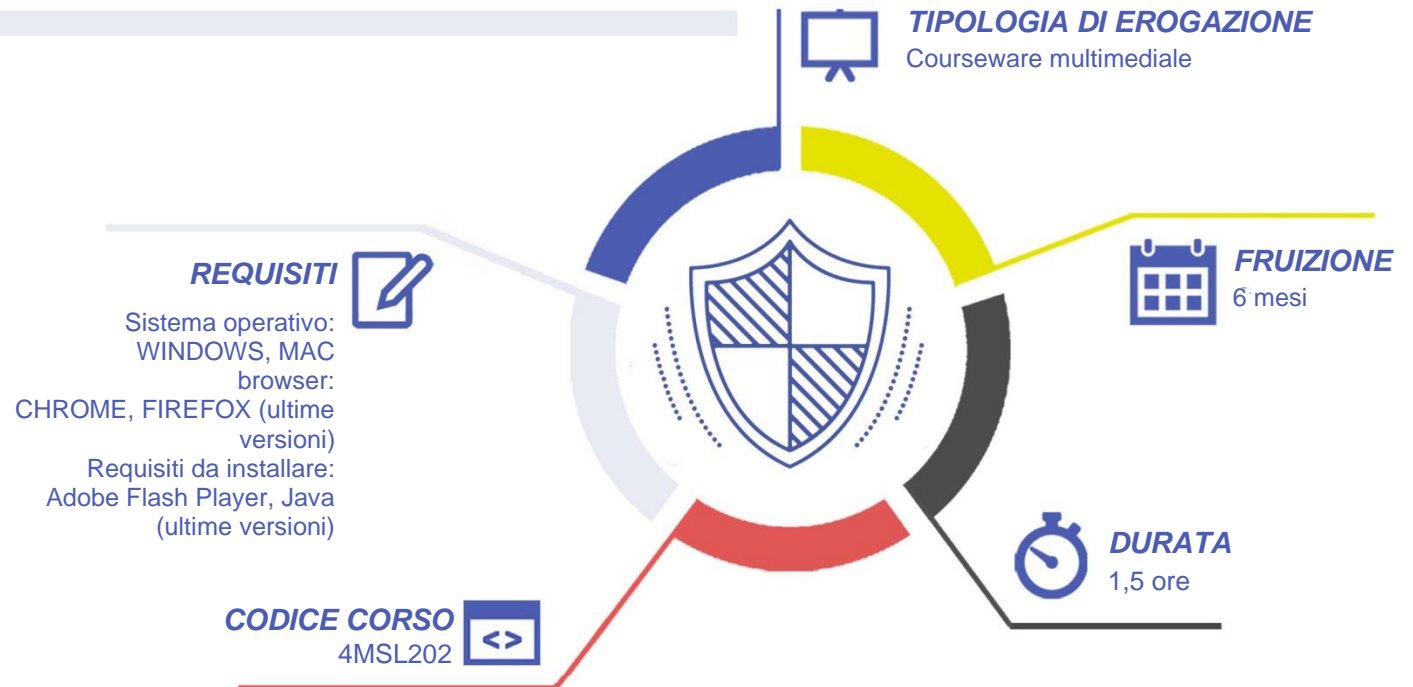 TIPOLOGIA DI EROGAZIONE
Courseware multimediale
REQUISITI
Sistema operativo:
WINDOWS, MAC
browser:
CHROME, FIREFOX (ultime
versioni)
Requisiti da installare:
Adobe Flash Player, Java
(ultime versioni)
FRUIZIONE
6 mesi
DURATA
1,5 ore
CODICE CORSO
4MSL202
<>